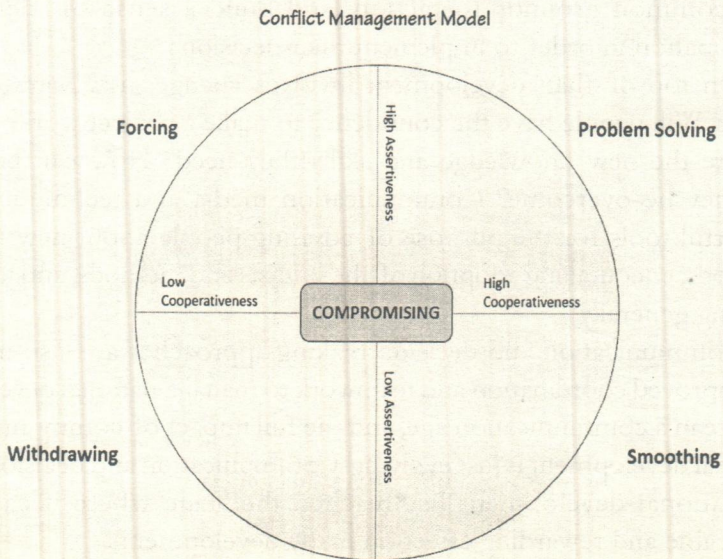 Conflict Management Model
Forcing
High Assertiveness
Problem Solving
Low
Cooperativeness
High
Cooperativeness
COMPROMISING
Withdrawing
Low Assertiveness
Smoothing